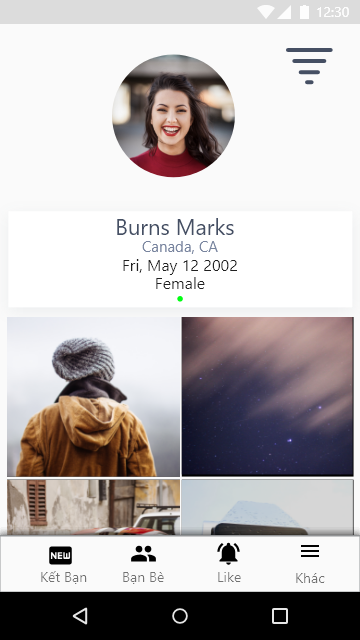 12:30
Burns Marks
Canada, CA
Fri, May 12 2002
Female
NEW
Kết Bạn
Bạn Bè
Like
Khác